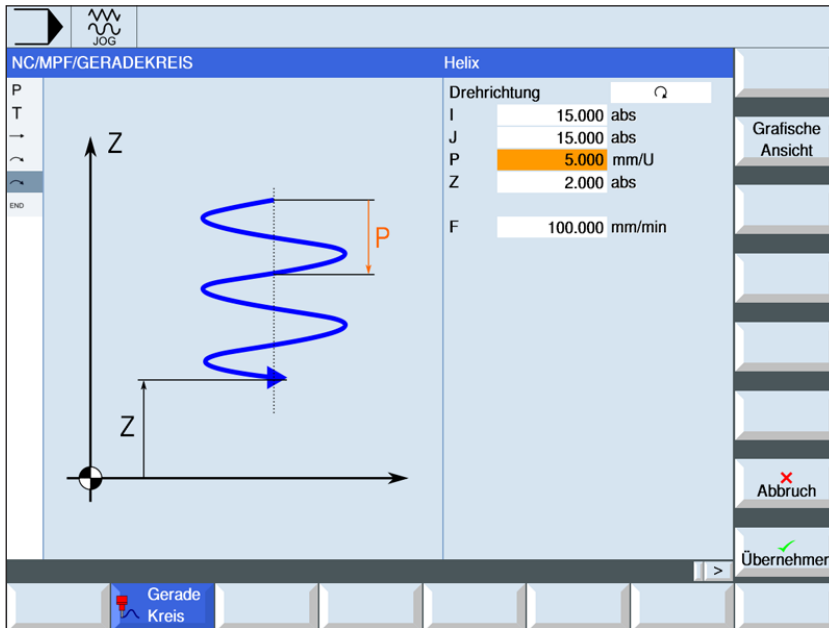 JOG
NC/MPF/GERADEKREIS
Helix
P
T
END
Z
P
Z
Drehrichtung
I 15.000 abs
J 15.000 abs
P 5.000 mm/U
Z 2.000 abs
F 100.000 mm/min
Grafische
Ansicht
Abbruch
Übernehmen
>
Gerade
Kreis